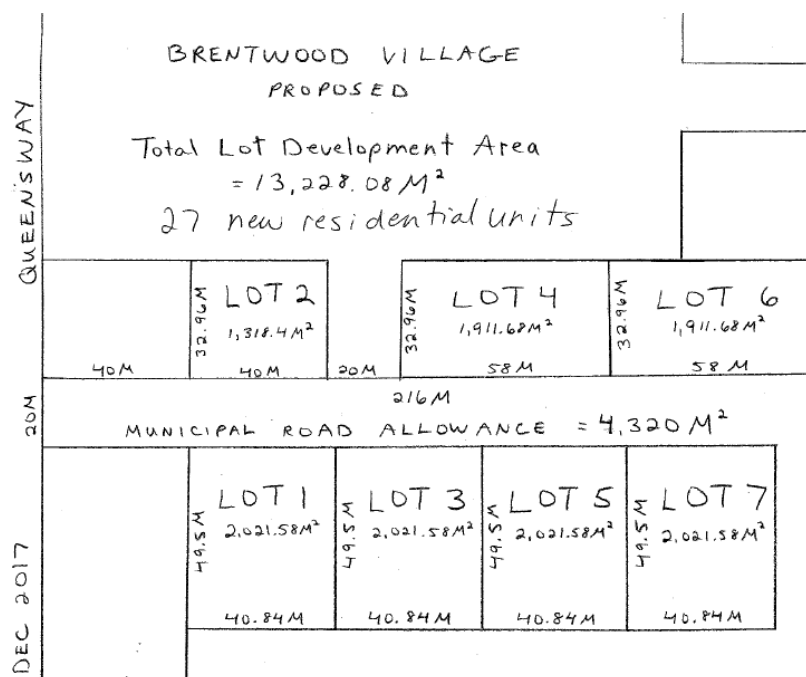 BRENTWOOD VILLAGE
PROPOSED
Total Lot Development Area
= 13,228.08 M²
27 new residential units
QUEENSWAY
20M
DEC 2017
40M
32.96M
LOT 2
1,318.4 M²
40M
20M
32.96M
LOT 4
1,911.68M²
58M
32.96M
LOT 6
1,911.68M²
58M
216M
MUNICIPAL ROAD ALLOWANCE = 4,320 M²
49.5M
LOT 1
2,021.58M²
40.84M
49.5M
LOT 3
2,021.58M²
40.84M
49.5M
LOT 5
2,021.58M²
40.84M
49.5M
LOT 7
2,021.58M²
40.84M